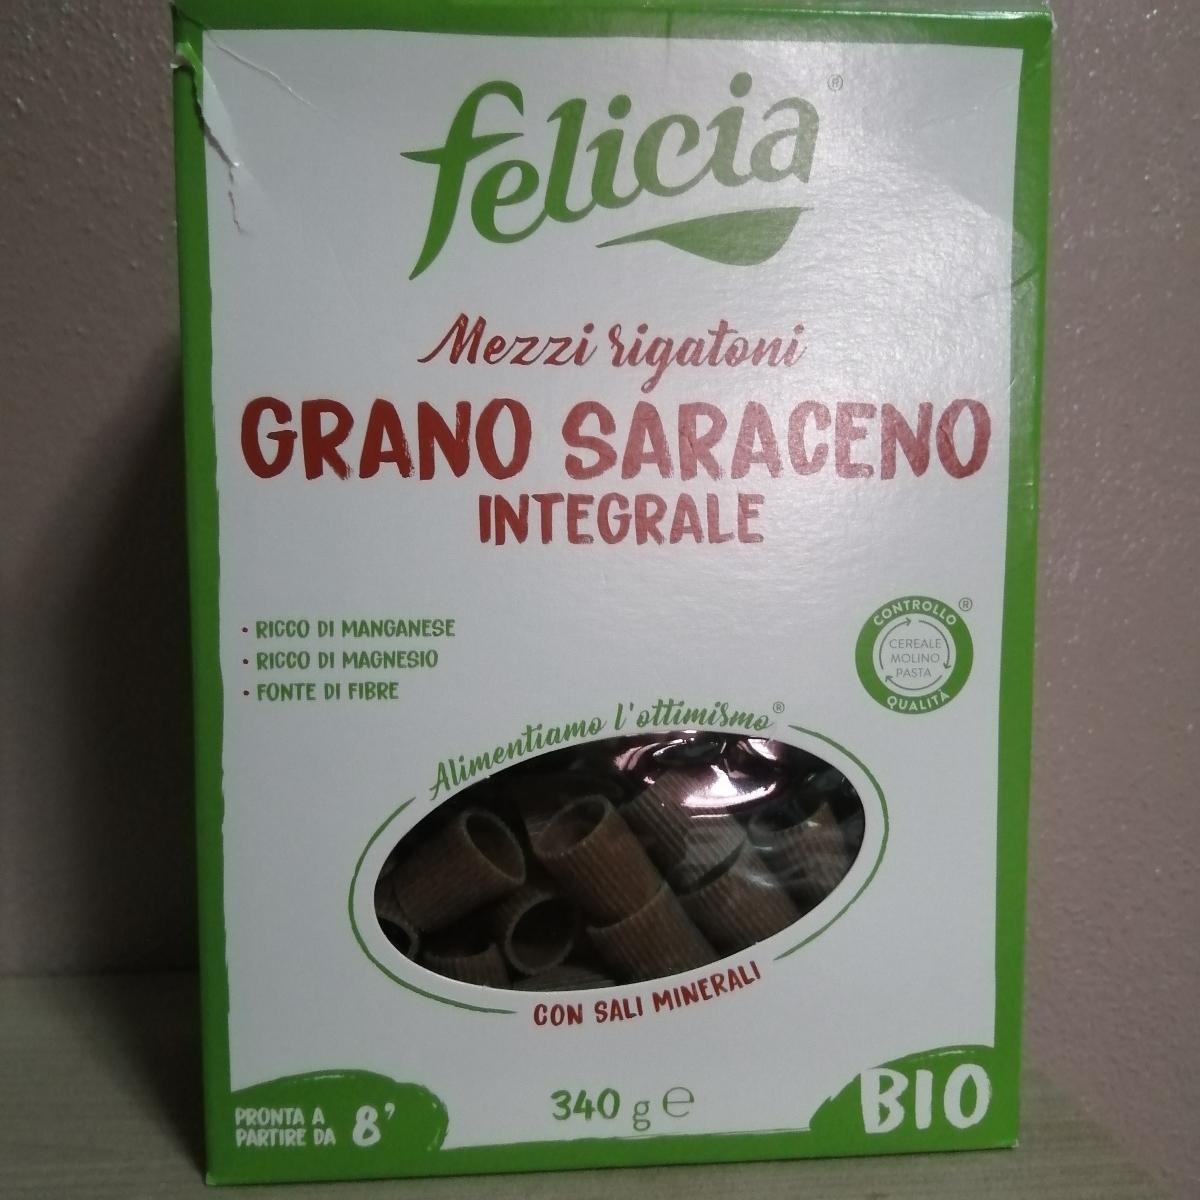 felicia®
Mezzi rigatoni
GRANO SARACENO
INTEGRALE
• RICCO DI MANGANESE
• RICCO DI MAGNESIO
• FONTE DI FIBRE
CONTROLLO ®
CEREALE
MOLINO
PASTA
QUALITÀ
Alimentiamo l'ottimismo®
CON SALI MINERALI
PRONTA A
PARTIRE DA 8’
340 g ℮
BIO